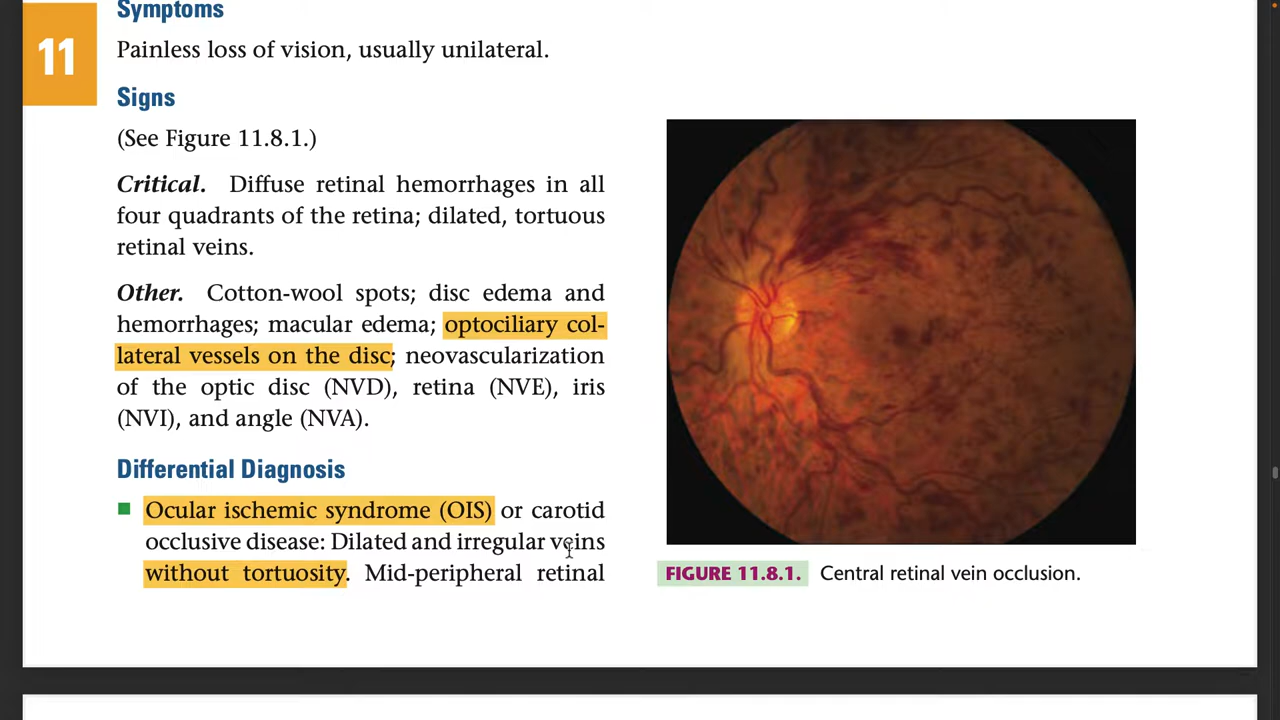 Symptoms
11
Painless loss of vision, usually unilateral.
Signs
(See Figure 11.8.1.)
Critical. Diffuse retinal hemorrhages in all
four quadrants of the retina; dilated, tortuous
retinal veins.
Other. Cotton-wool spots; disc edema and
hemorrhages; macular edema; optociliary col-
lateral vessels on the disc; neovascularization
of the optic disc (NVD), retina (NVE), iris
(NVI), and angle (NVA).
Differential Diagnosis
Ocular ischemic syndrome (OIS) or carotid
occlusive disease: Dilated and irregular veins
without tortuosity. Mid-peripheral retinal
FIGURE 11.8.1. Central retinal vein occlusion.